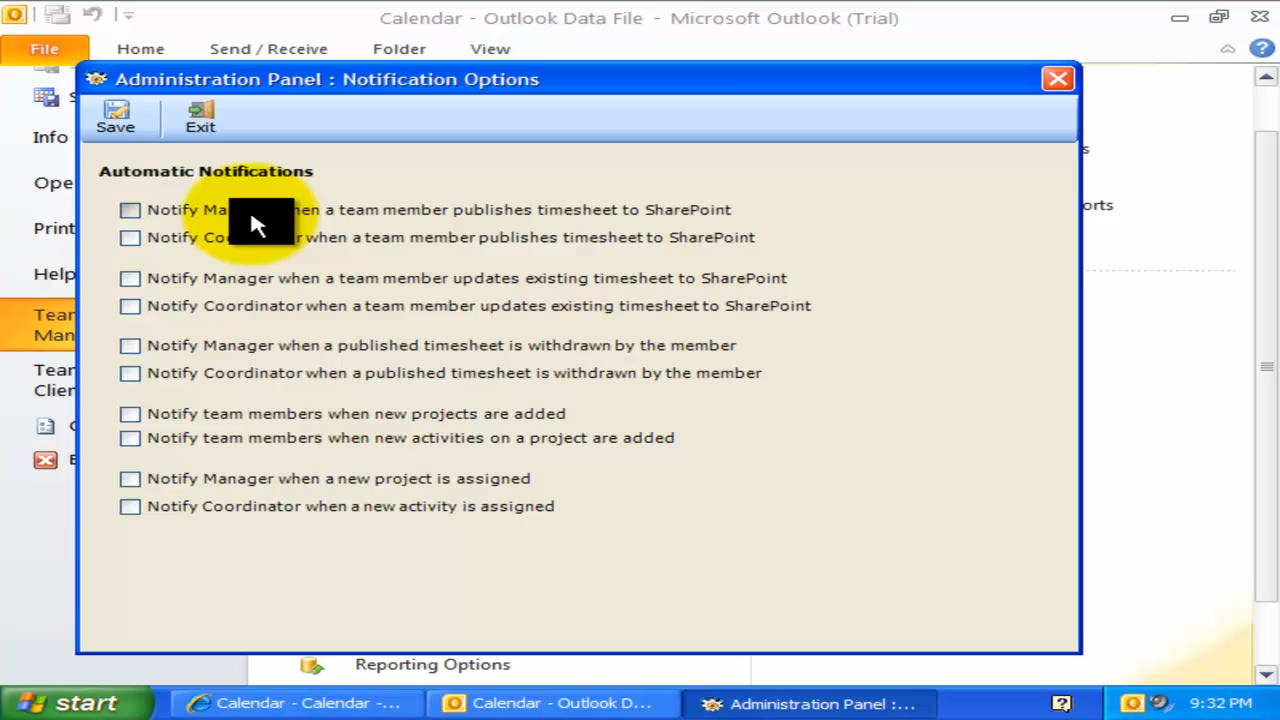 Calendar - Outlook Data File - Microsoft Outlook (Trial)
File Home Send / Receive Folder View
Administration Panel : Notification Options
Save Exit
Info
Automatic Notifications
Notify when a team member publishes timesheet to SharePoint
Notify when a team member publishes timesheet to SharePoint
Notify Manager when a team member updates existing timesheet to SharePoint
Notify Coordinator when a team member updates existing timesheet to SharePoint
Notify Manager when a published timesheet is withdrawn by the member
Notify Coordinator when a published timesheet is withdrawn by the member
Notify team members when new projects are added
Notify team members when new activities on a project are added
Notify Manager when a new project is assigned
Notify Coordinator when a new activity is assigned
Print
Help
Reporting Options
start Calendar - Calendar -... Calendar - Outlook D... Administration Panel :... 9:32 PM